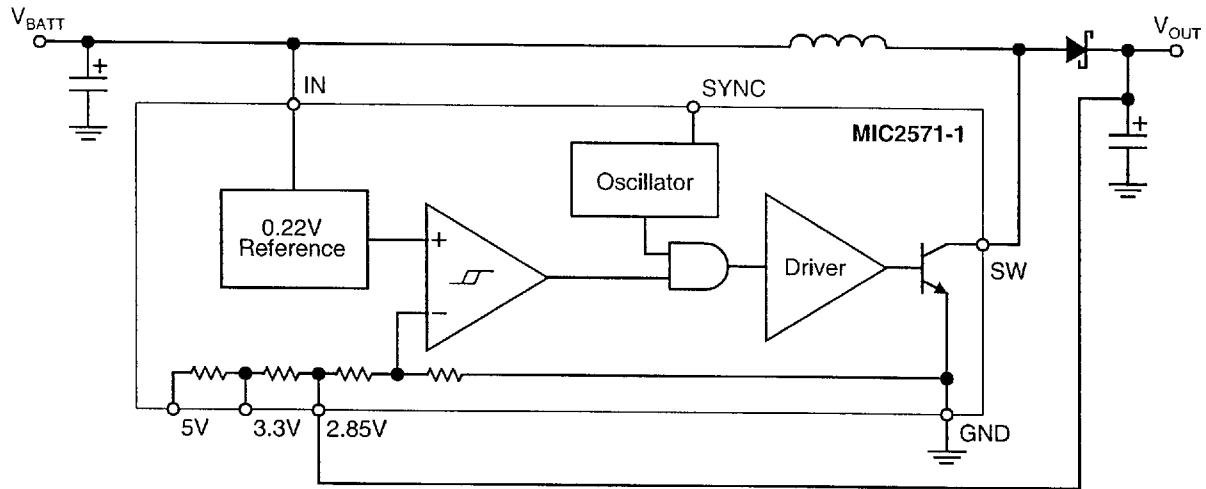 V_BATT
V_OUT
+
IN
SYNC
+
MIC2571-1
Oscillator
0.22V
Reference
+
−
Driver
SW
5V
3.3V
2.85V
GND